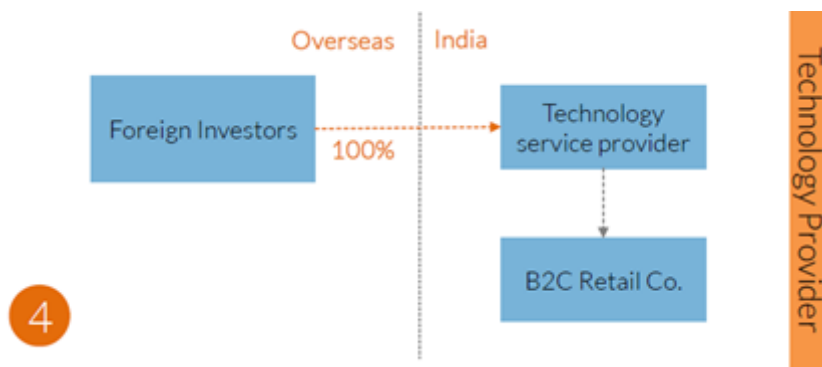 Overseas
India
Foreign Investors
100%
Technology
service provider
B2C Retail Co.
4
Technology Provider